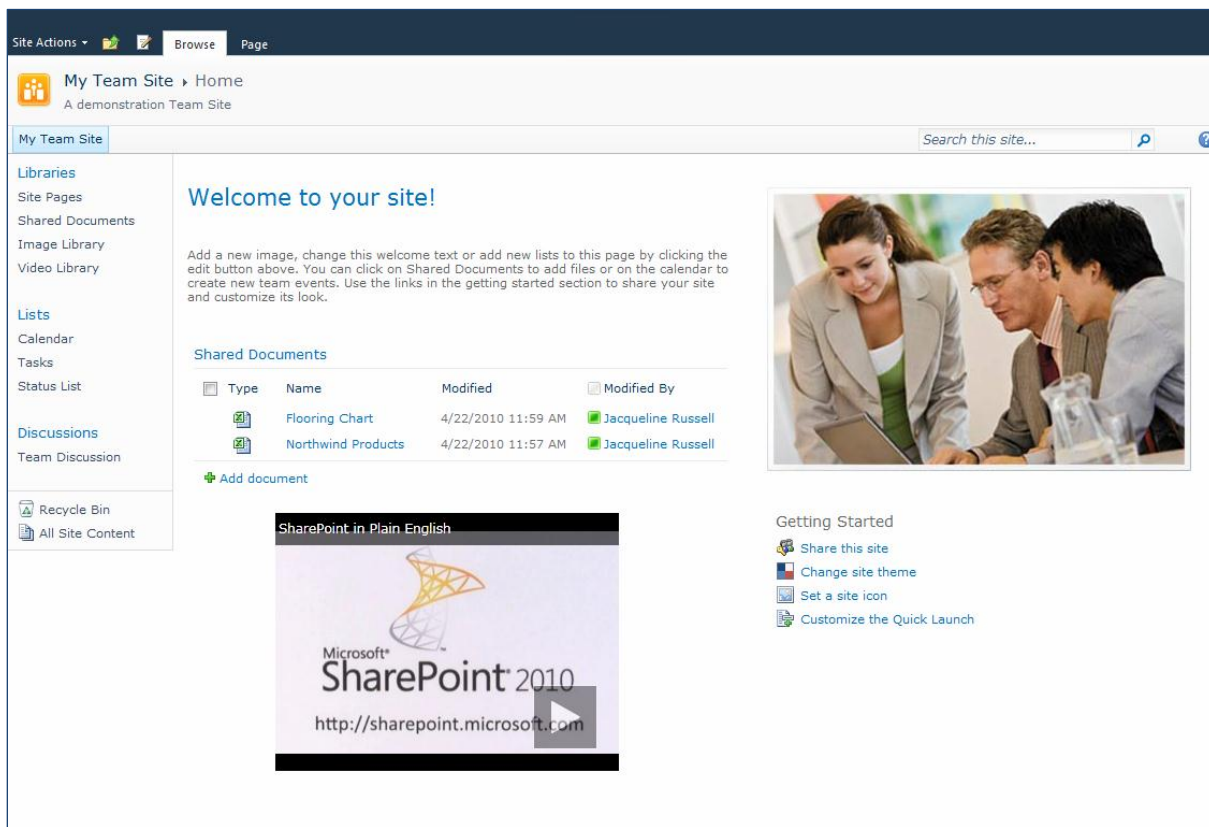 Site Actions
Browse
Page
My Team Site ▸ Home
A demonstration Team Site
My Team Site
Search this site...
Libraries
Site Pages
Shared Documents
Image Library
Video Library
Lists
Calendar
Tasks
Status List
Discussions
Team Discussion
Recycle Bin
All Site Content
Welcome to your site!
Add a new image, change this welcome text or add new lists to this page by clicking the
edit button above. You can click on Shared Documents to add files or on the calendar to
create new team events. Use the links in the getting started section to share your site
and customize its look.
Shared Documents
Type Name Modified Modified By
Flooring Chart 4/22/2010 11:59 AM Jacqueline Russell
Northwind Products 4/22/2010 11:57 AM Jacqueline Russell
Add document
SharePoint in Plain English
Microsoft®
SharePoint® 2010
http://sharepoint.microsoft.com
Getting Started
Share this site
Change site theme
Set a site icon
Customize the Quick Launch